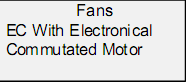 Fans
EC With Electronical
Commutated Motor